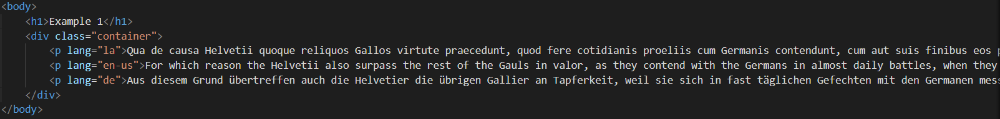 <body>
<h1>Example 1</h1>
<div class="container">
<p lang="la">Qua de causa Helvetii quoque reliquos Gallos virtute praecedunt, quod fere cotidianis proeliis cum Germanis contendunt, cum aut suis finibus eos
<p lang="en-us">For which reason the Helvetii also surpass the rest of the Gauls in valor, as they contend with the Germans in almost daily battles, when they
<p lang="de">Aus diesem Grund übertreffen auch die Helvetier die übrigen Gallier an Tapferkeit, weil sie sich in fast täglichen Gefechten mit den Germanen
</div>
</body>